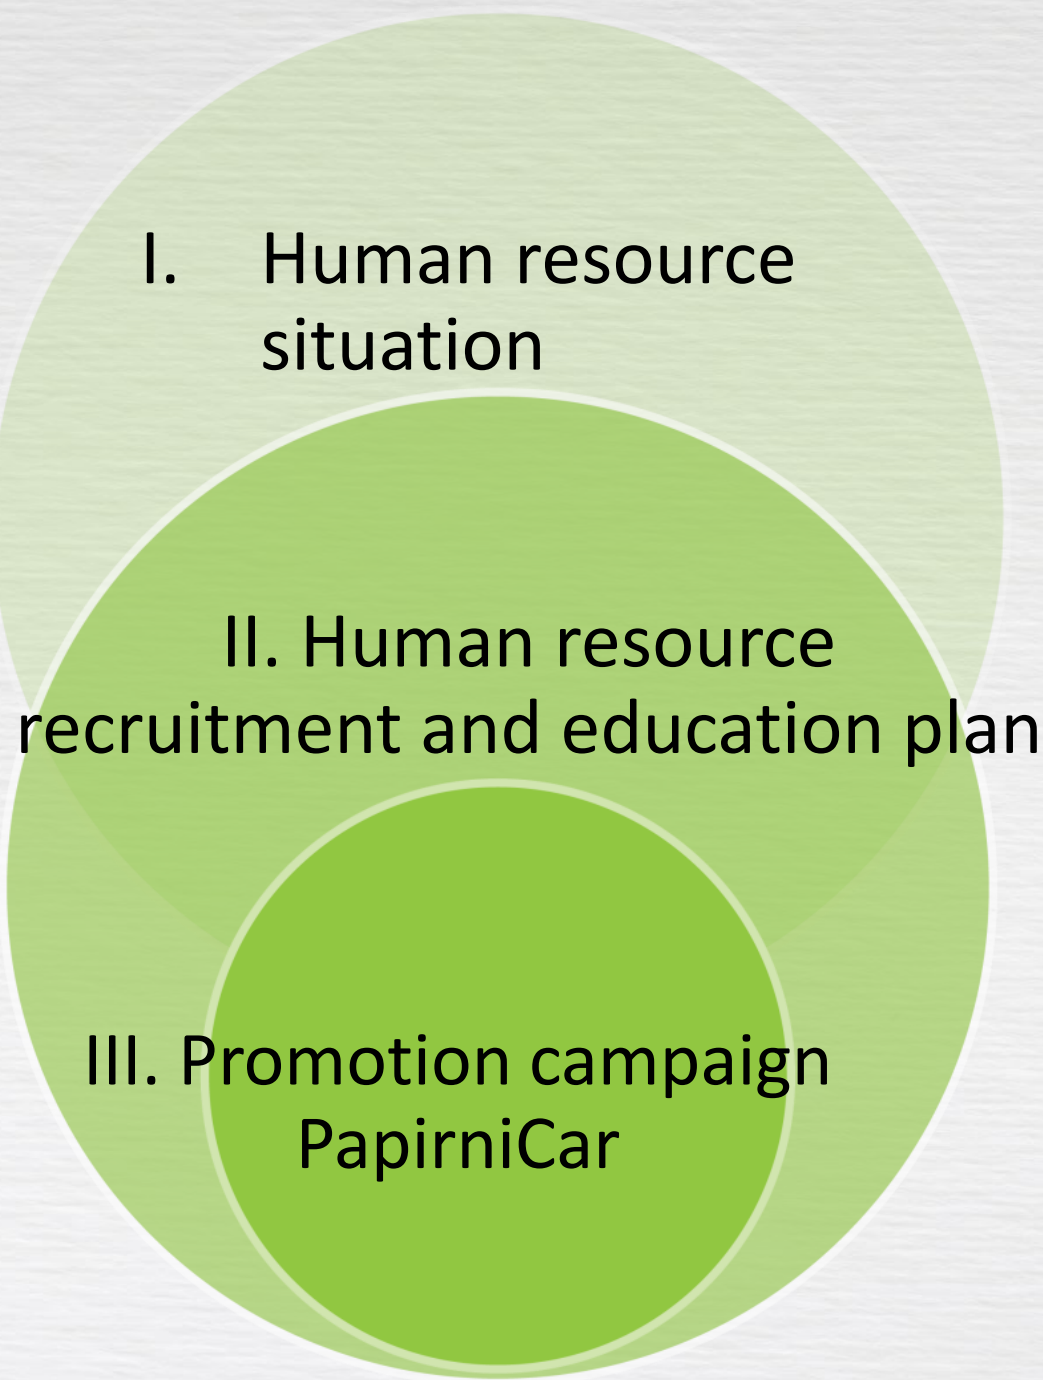 I. Human resource
situation
II. Human resource
recruitment and education plan
III. Promotion campaign
PapirniCar